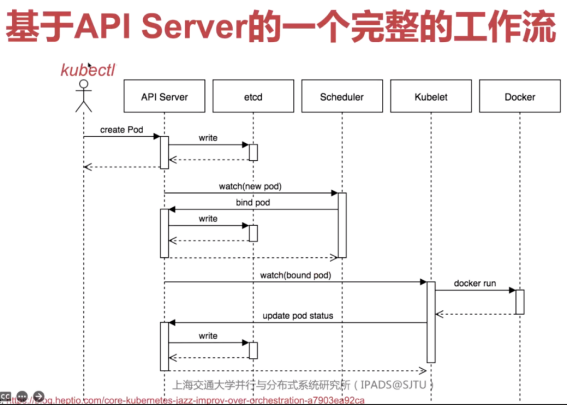 基于API Server的一个完整的工作流
kubectl
API Server
etcd
Scheduler
Kubelet
Docker
create Pod
write
watch(new pod)
bind pod
write
watch(bound pod)
docker run
update pod status
write
上海交通大学并行与分布式系统研究所（IPADS@SJTU）
CC
https://blog.heptio.com/core-kubernetes-jazz-improv-over-orchestration-a7903ea92ca